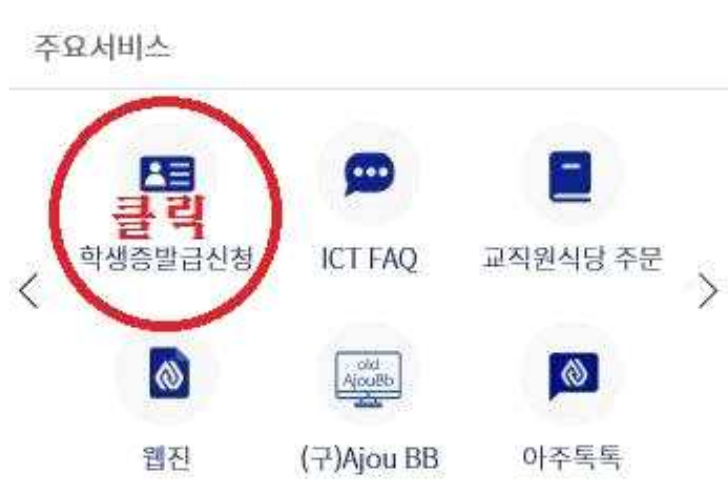 주요서비스
클릭
학생증발급신청
ICT FAQ
교직원식당 주문
old
AjouBb
웹진
(구)Ajou BB
아주톡톡